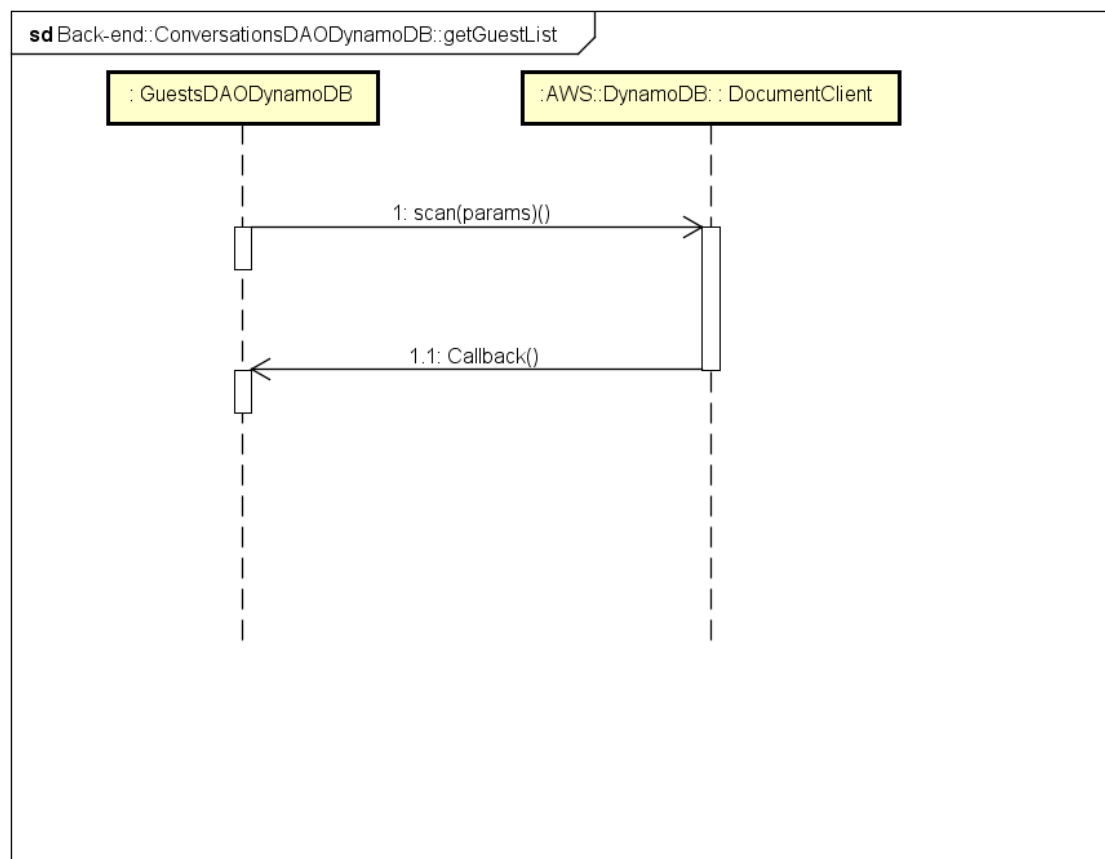 sd Back-end::ConversationsDAODynamoDB::getGuestList
: GuestsDAODynamoDB
:AWS::DynamoDB: : DocumentClient
1: scan(params)()
1.1: Callback()